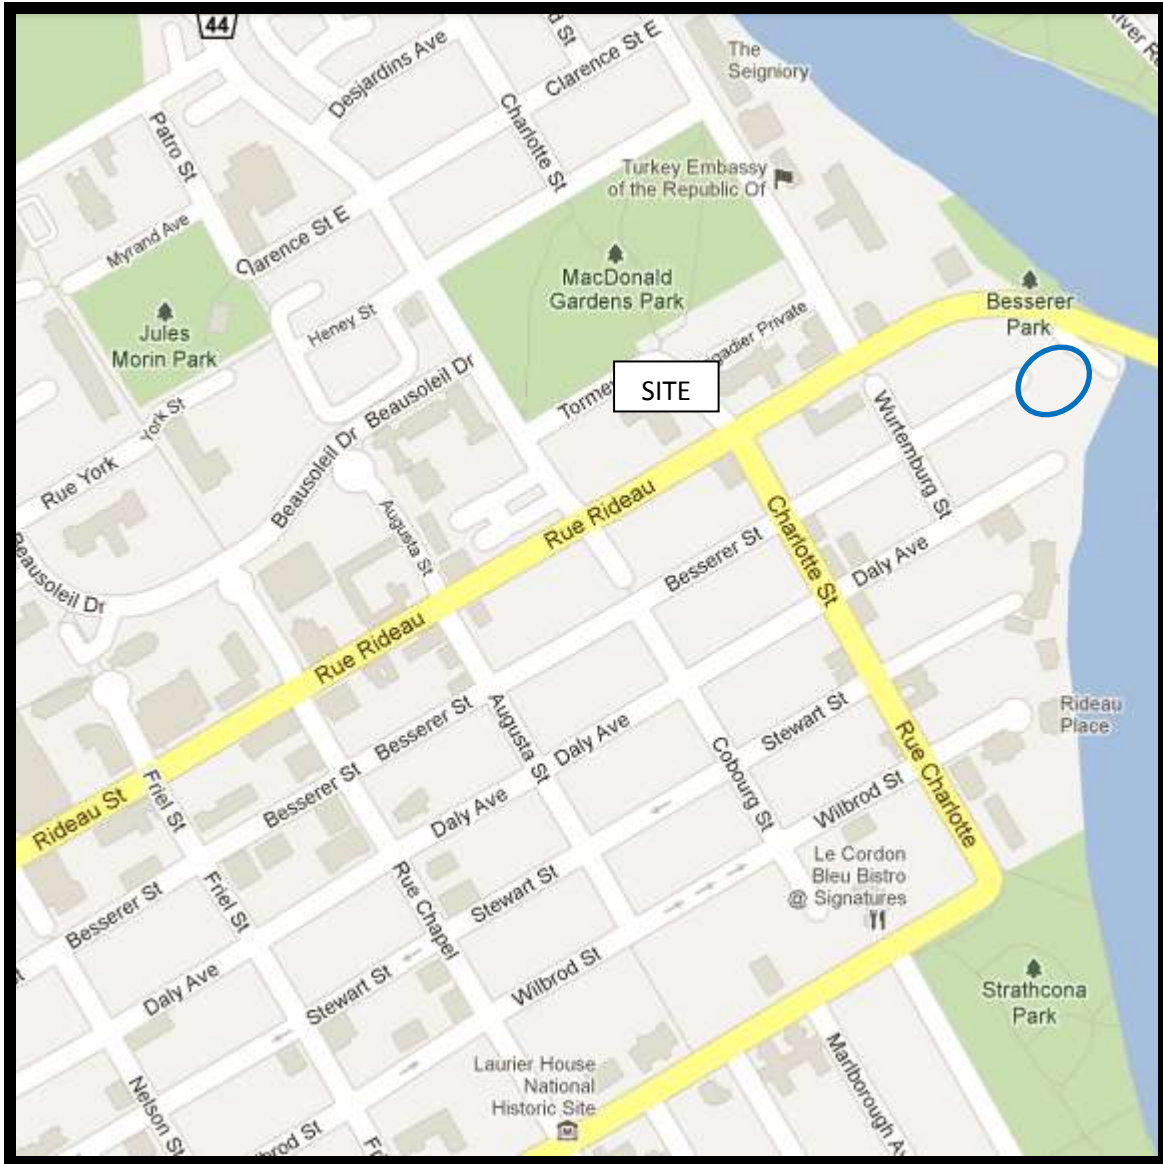 44
The
Seigniory
Desjardins Ave
Clarence St E
Charlotte St
Patro St
Turkey Embassy
of the Republic Of
Myrand Ave
Clarence St E
MacDonald
Gardens Park
Besserer
Park
Jules
Morin Park
Heney St
SITE
Beausoleil Dr
York St
Wurtemburg St
Beausoleil Dr
Rue York
Rue Rideau
Charlotte St
Augusta St
Besserer St
Daly Ave
Beausoleil Dr
Rue Rideau
Rideau
Place
Augusta St
Besserer St
Daly Ave
Stewart St
Rue Charlotte
Cobourg St
Friel St
Besserer St
Wilbrod St
Rideau St
Daly Ave
Le Cordon
Bleu Bistro
@ Signatures
Rue Chapel
Friel St
Stewart St
Besserer St
Wilbrod St
Daly Ave
Stewart St
Strathcona
Park
Laurier House
National
Historic Site
Nelson St